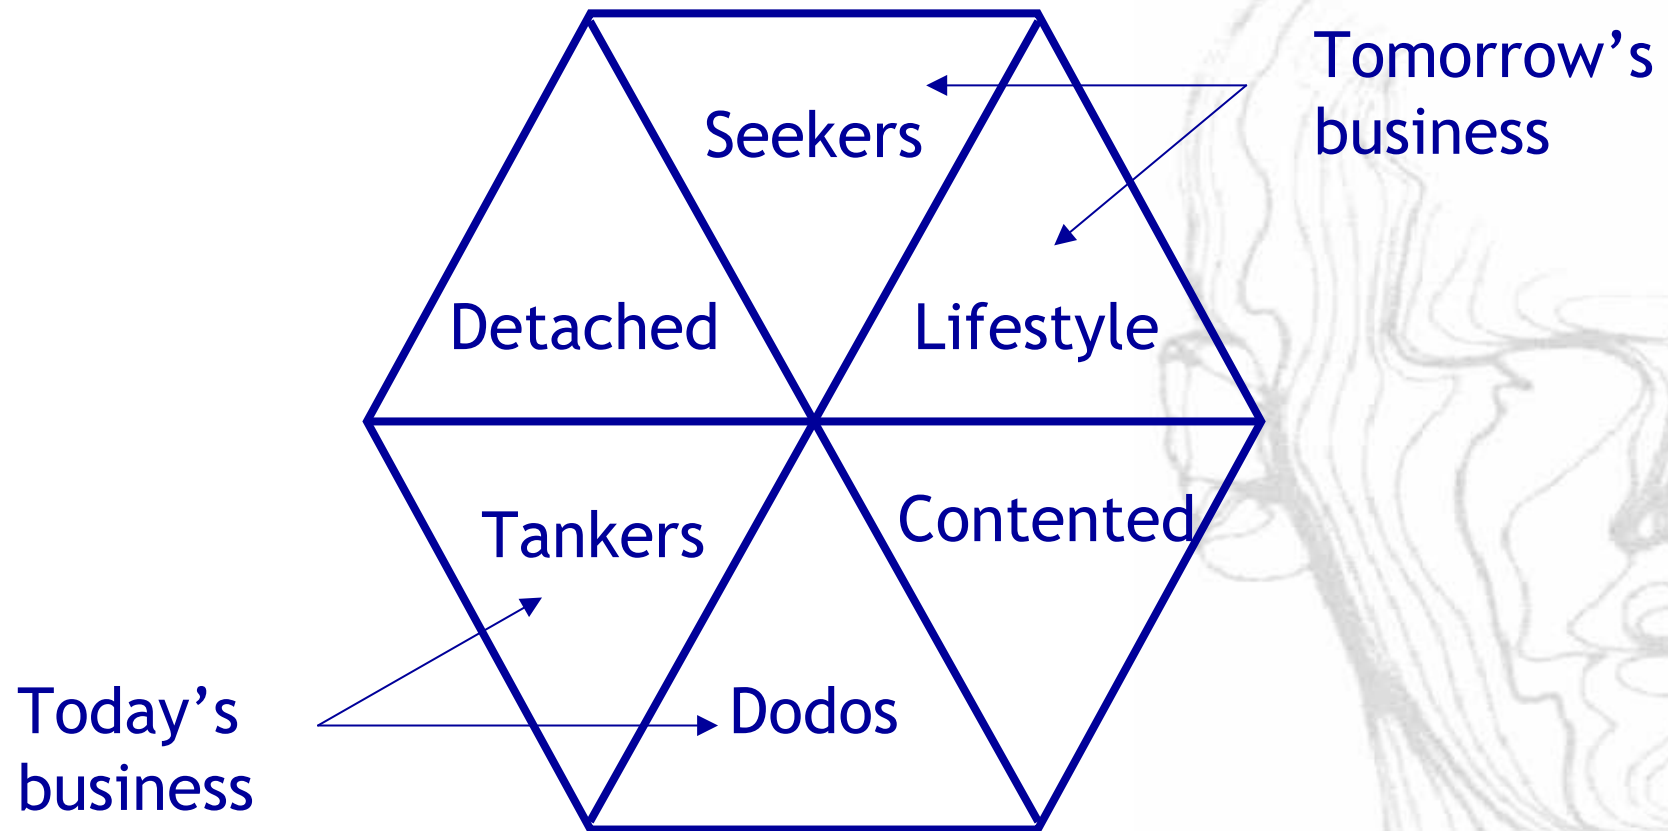 Tomorrow’s
business
Seekers
Detached
Lifestyle
Tankers
Contented
Today’s
business
Dodos